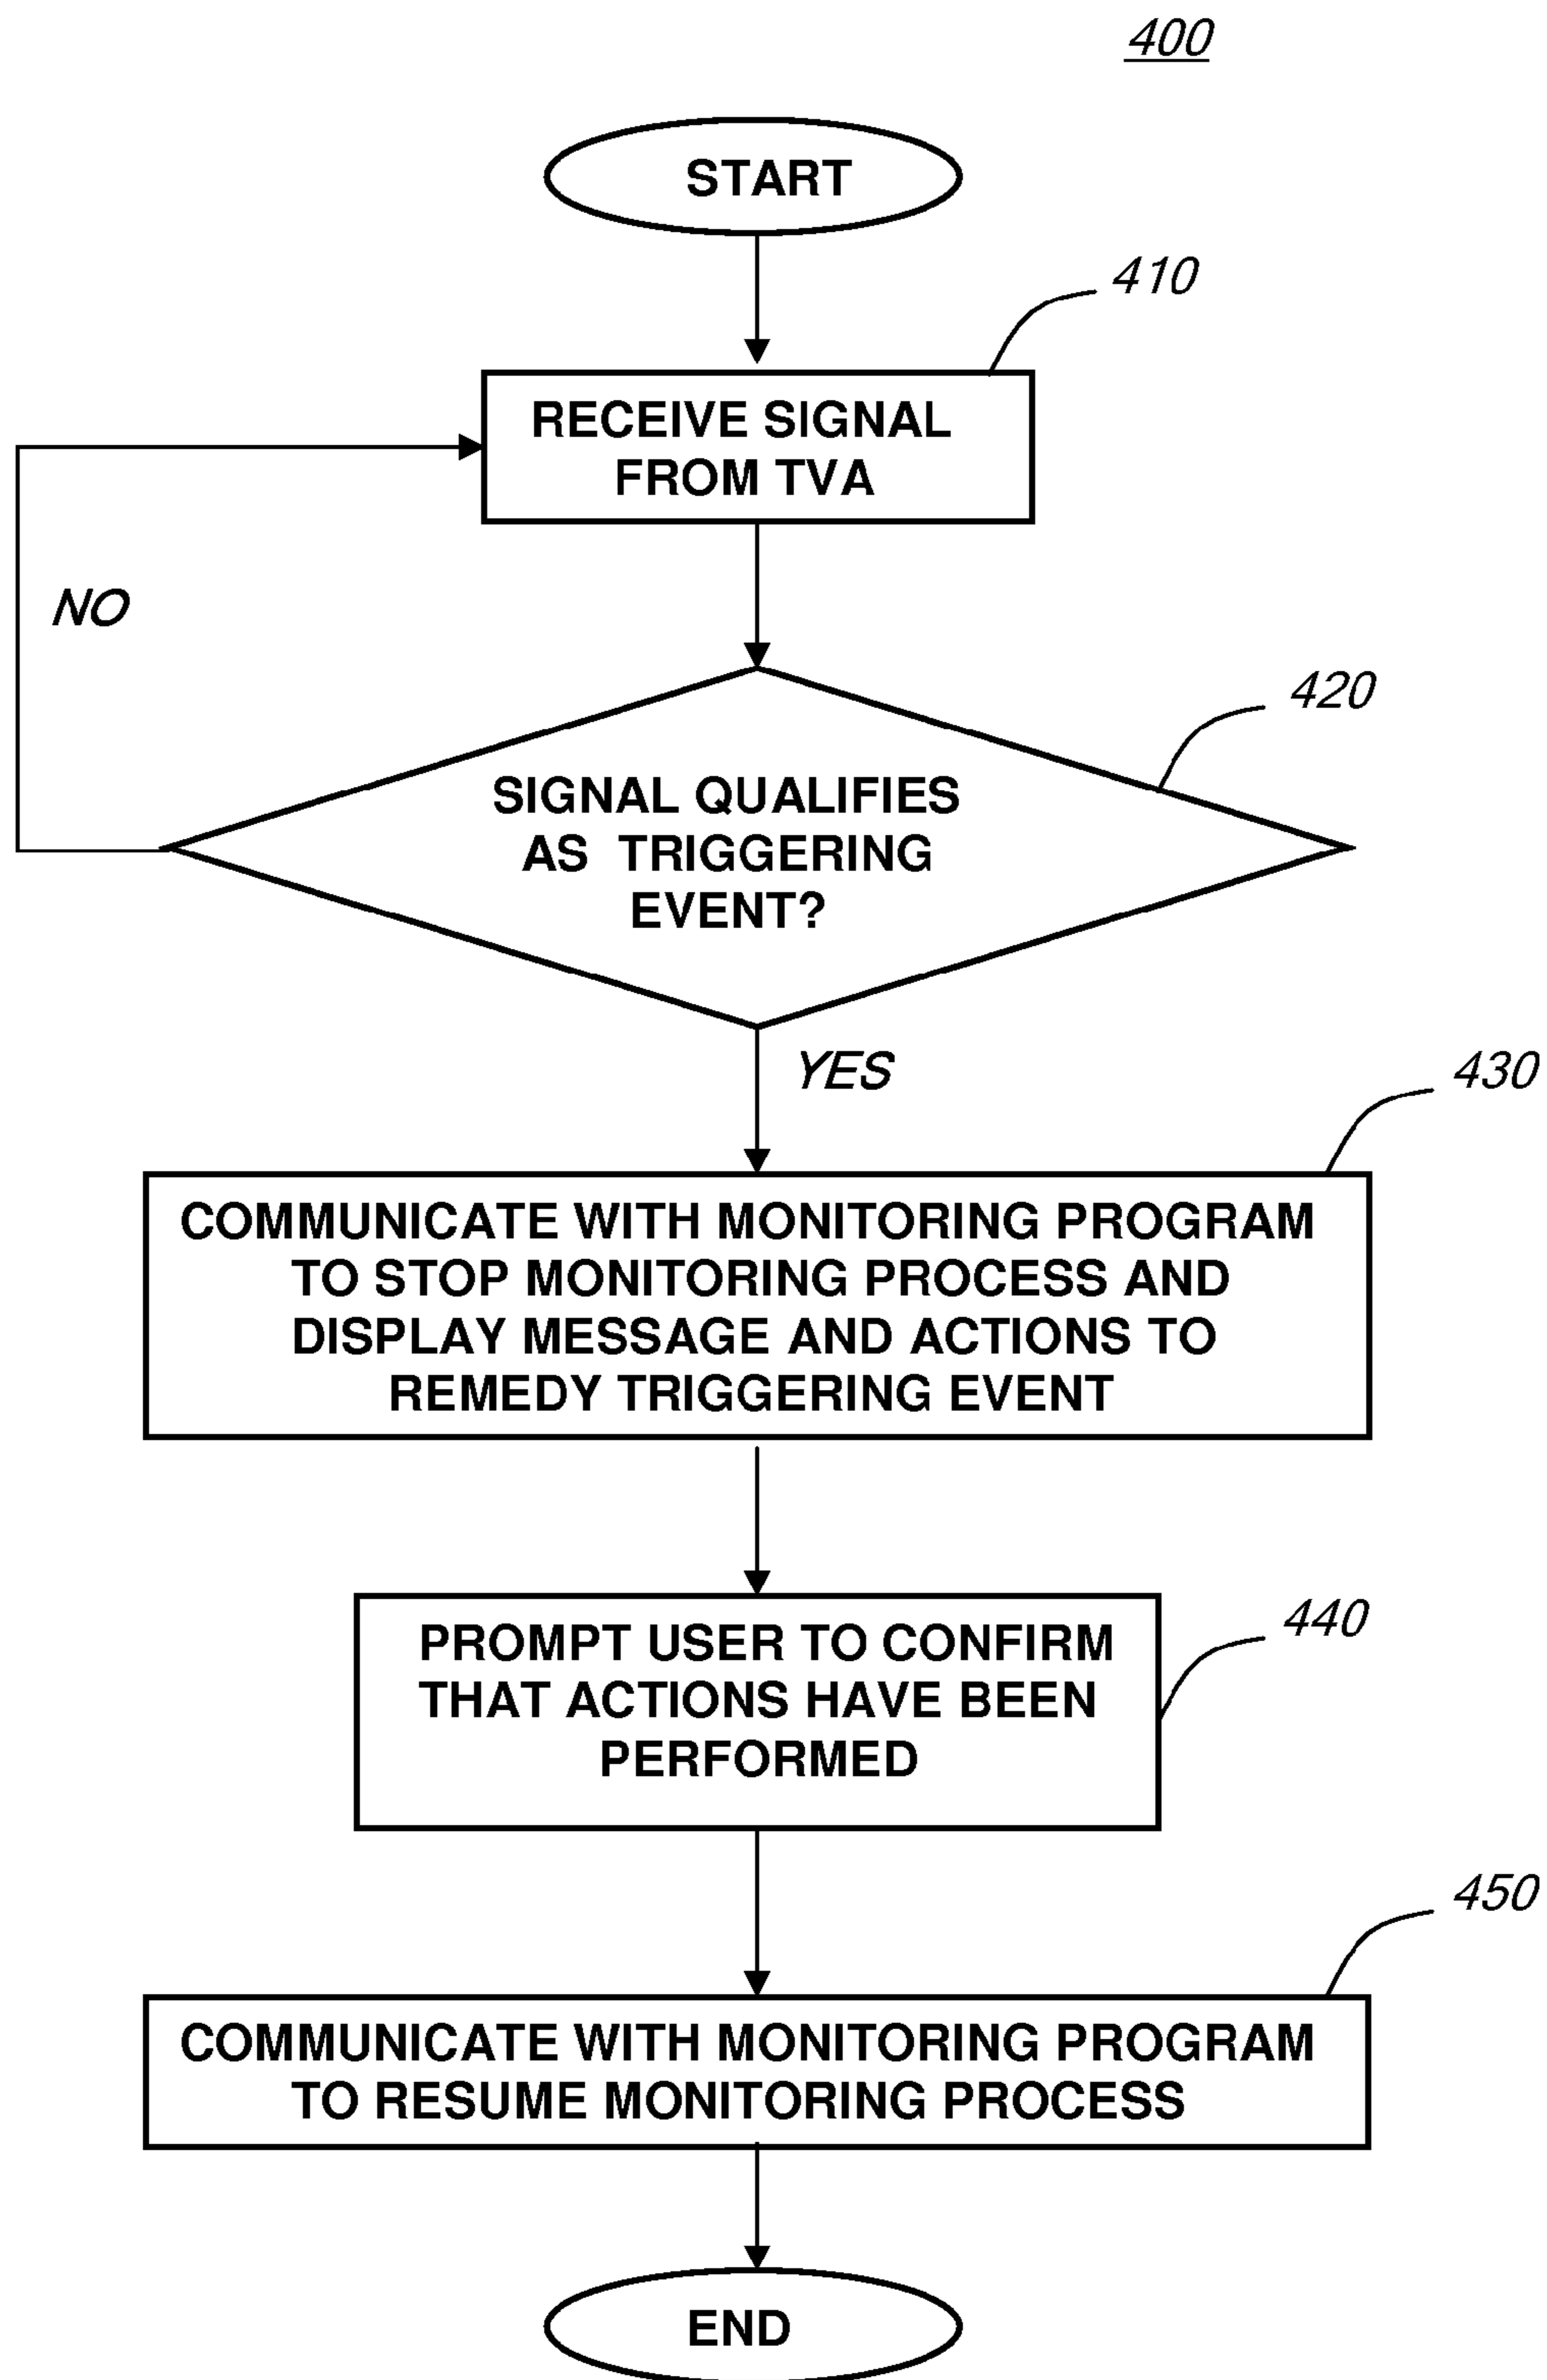 400
START
410
RECEIVE SIGNAL
FROM TVA
NO
420
SIGNAL QUALIFIES
AS TRIGGERING
EVENT?
YES
430
COMMUNICATE WITH MONITORING PROGRAM
TO STOP MONITORING PROCESS AND
DISPLAY MESSAGE AND ACTIONS TO
REMEDY TRIGGERING EVENT
440
PROMPT USER TO CONFIRM
THAT ACTIONS HAVE BEEN
PERFORMED
450
COMMUNICATE WITH MONITORING PROGRAM
TO RESUME MONITORING PROCESS
END